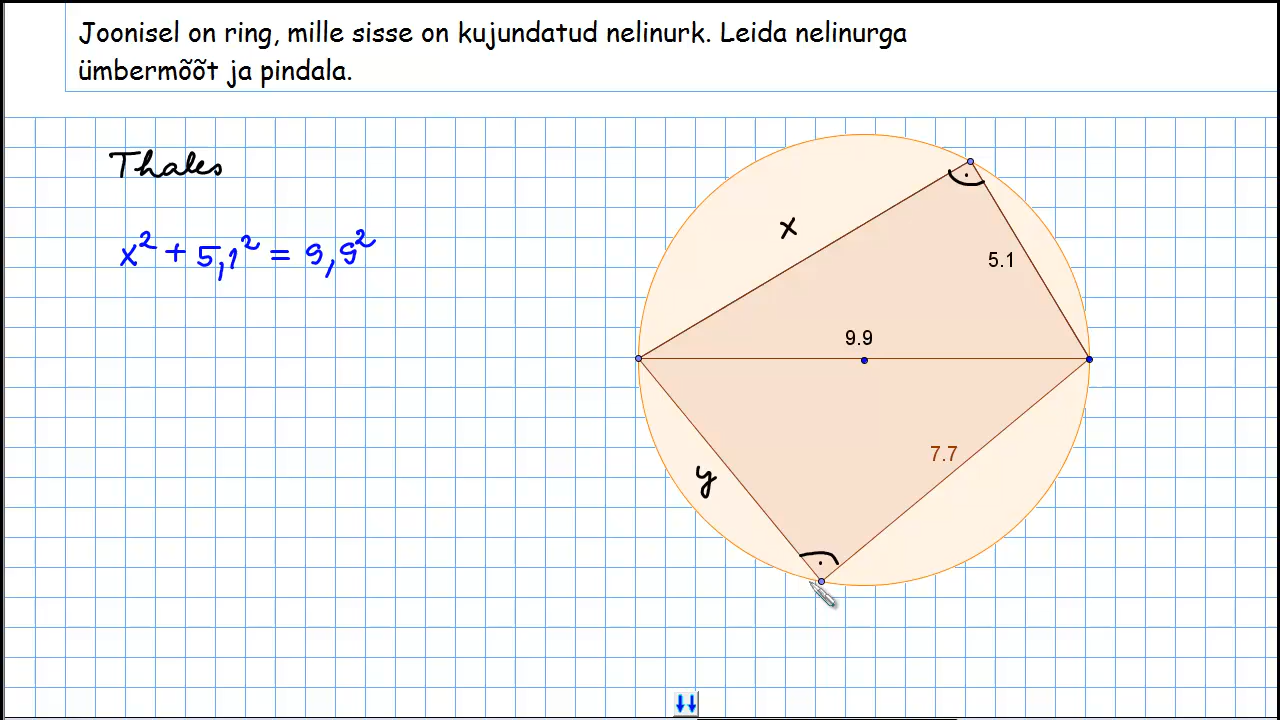 Joonisel on ring, mille sisse on kujundatud nelinurk. Leida nelinurga
ümbermõõt ja pindala.
Thales
x² + 5,1² = 9,9²
x
5.1
9.9
7.7
y